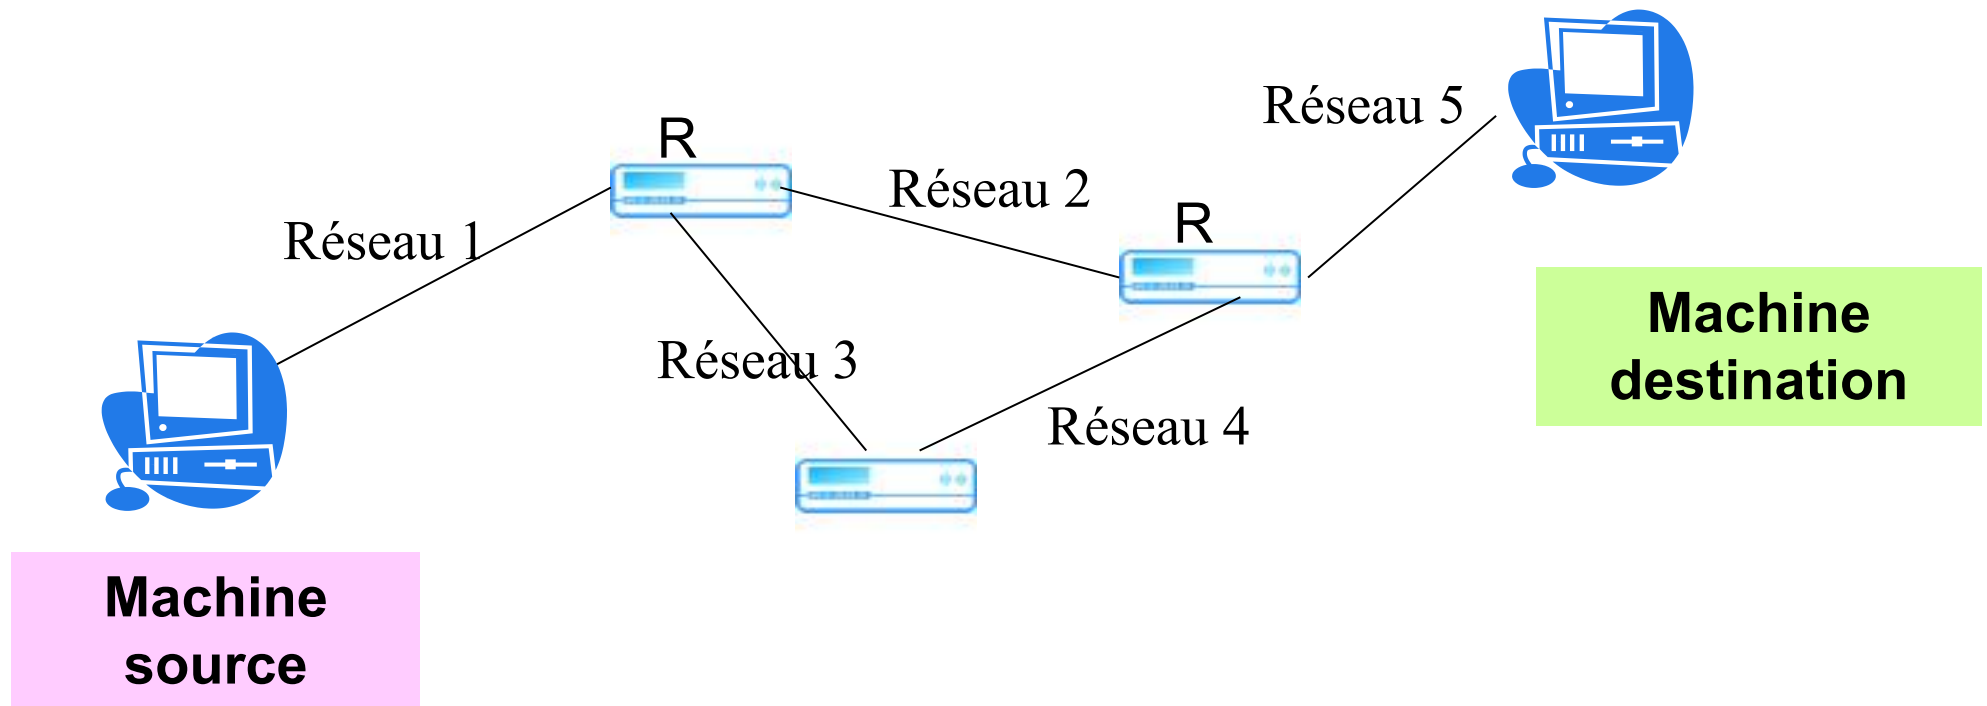 Réseau 5
R
Réseau 2
R
Réseau 1
Machine
destination
Réseau 3
Réseau 4
Machine
source